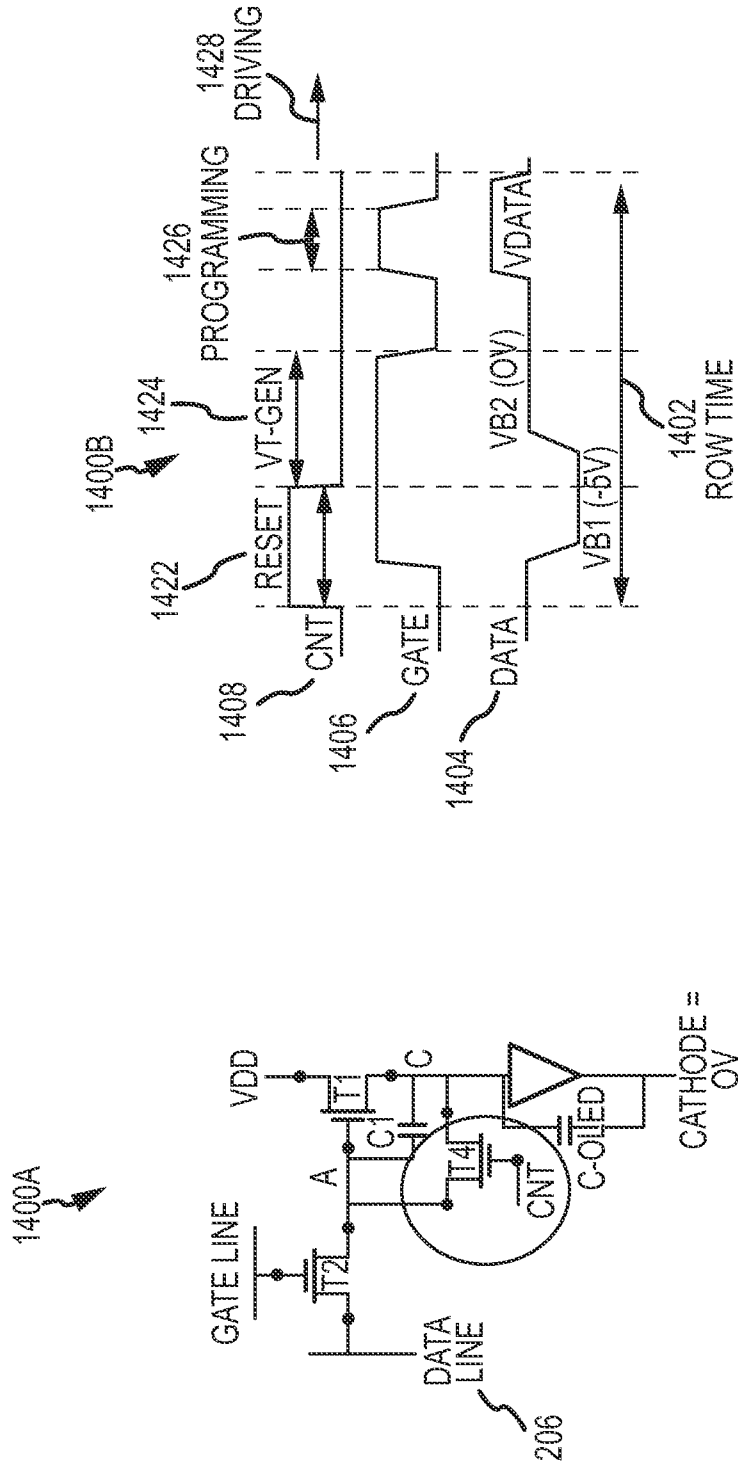 1400A
GATE LINE
VDD
T2
A
T1
C1
C
T4
CNT
DATA
LINE
206
C-OLED
CATHODE =
0V
1400B
1422
1424
1426
1428
RESET
VT-GEN
PROGRAMMING
DRIVING
1408
CNT
1406
GATE
1404
DATA
VB1 (-5V)
VB2 (0V)
VDATA
1402
ROW TIME